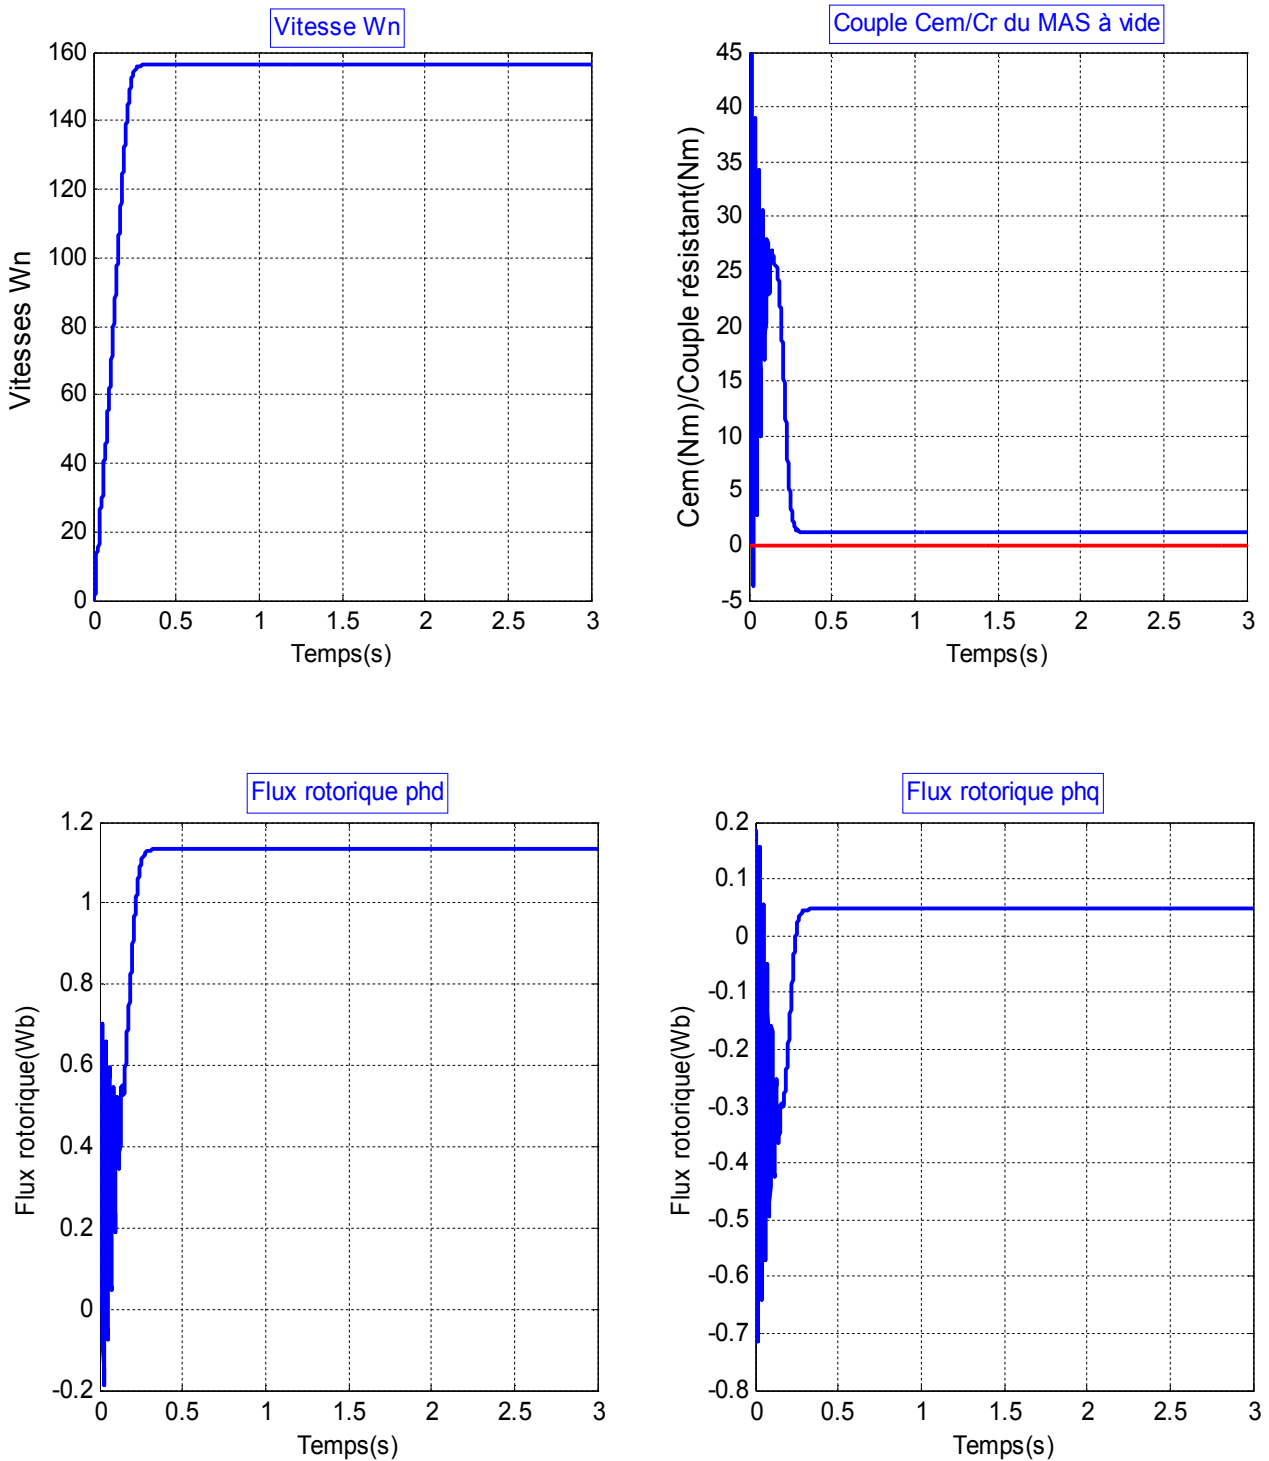 Vitesse Wn
160
140
120
100
80
60
40
20
0
Vitesses Wn
0 0.5 1 1.5 2 2.5 3
Temps(s)
Couple Cem/Cr du MAS à vide
45
40
35
30
25
20
15
10
5
0
-5
Cem(Nm)/Couple résistant(Nm)
0 0.5 1 1.5 2 2.5 3
Temps(s)
Flux rotorique phd
1.2
1
0.8
0.6
0.4
0.2
0
-0.2
Flux rotorique(Wb)
0 0.5 1 1.5 2 2.5 3
Temps(s)
Flux rotorique phq
0.2
0.1
0
-0.1
-0.2
-0.3
-0.4
-0.5
-0.6
-0.7
-0.8
Flux rotorique(Wb)
0 0.5 1 1.5 2 2.5 3
Temps(s)